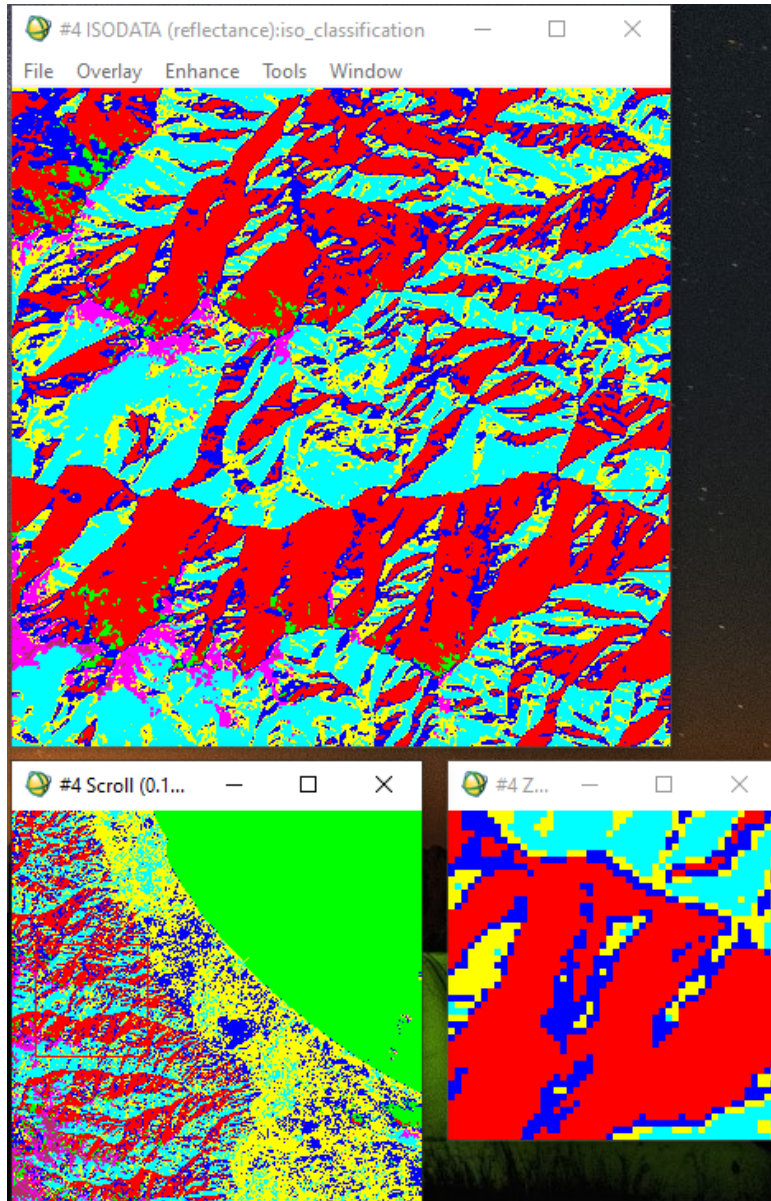 #4 ISODATA (reflectance):iso_classification
File Overlay Enhance Tools Window
#4 Scroll (0.1...
#4 Z...